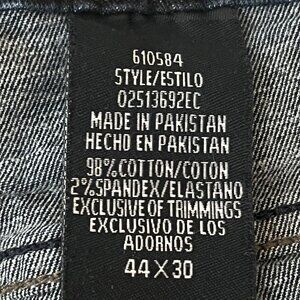 610584
STYLE/ESTILO
02513692EC
MADE IN PAKISTAN
HECHO EN PAKISTAN
98% COTTON/COTON
2% SPANDEX/ELASTANO
EXCLUSIVE OF TRIMMINGS
EXCLUSIVO DE LOS
ADORNOS
44 X 30